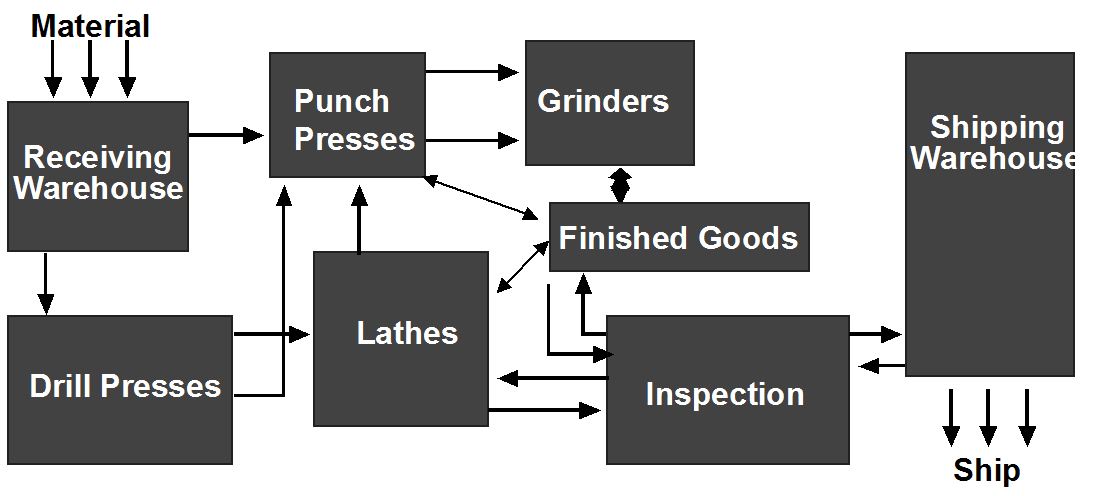 Material
Receiving
Warehouse
Punch
Presses
Grinders
Shipping
Warehouse
Finished Goods
Lathes
Drill Presses
Inspection
Ship